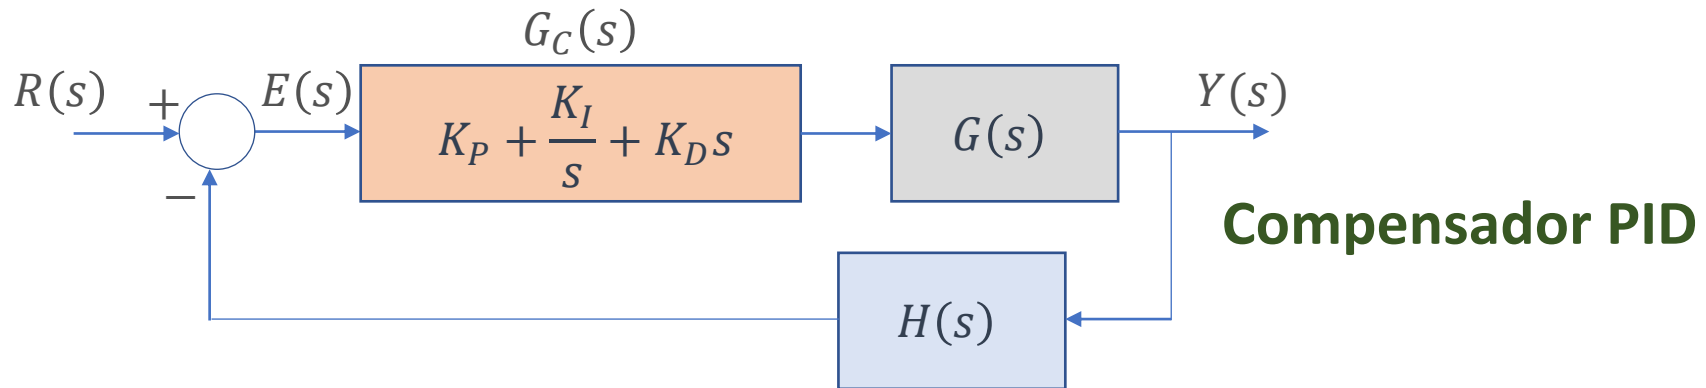 G_C(s)
R(s)
+
E(s)
K_P + K_I/s + K_D s
G(s)
Y(s)
−
Compensador PID
H(s)